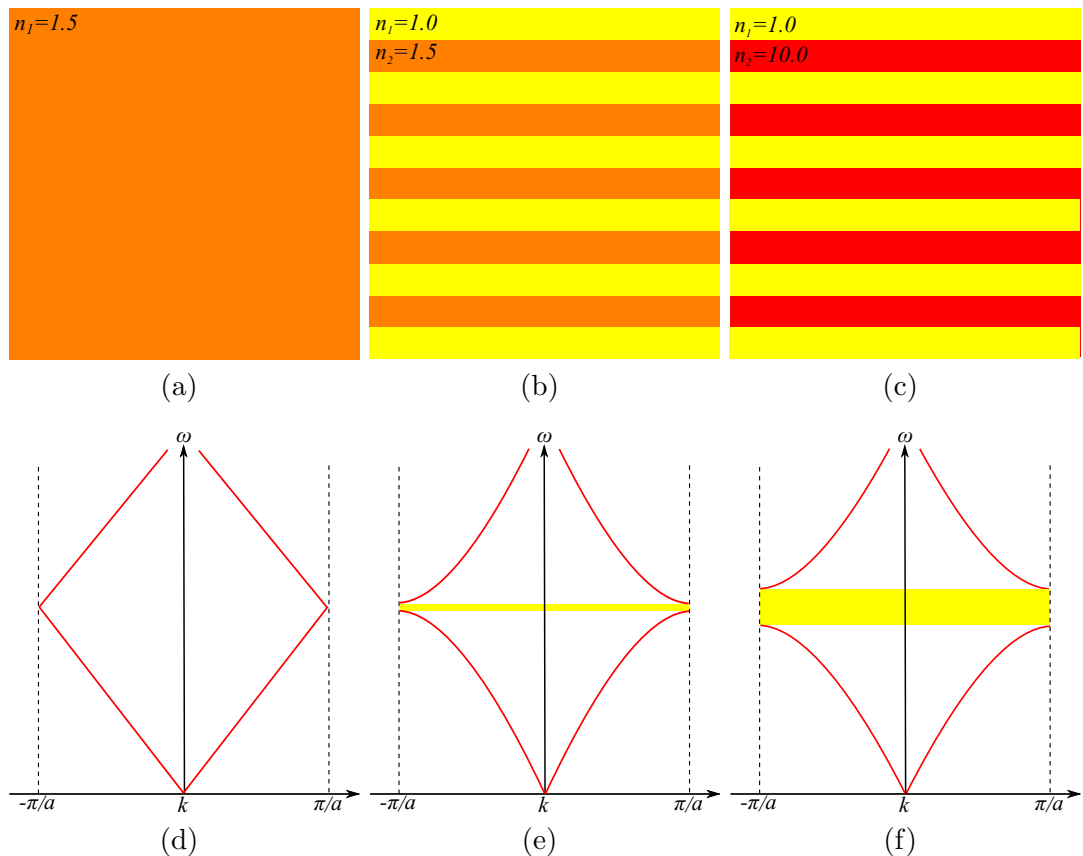 n₁=1.5
n₁=1.0
n₂=1.5
n₁=1.0
n₂=10.0
(a)
(b)
(c)
ω
ω
ω
-π/a k π/a
-π/a k π/a
-π/a k π/a
(d)
(e)
(f)